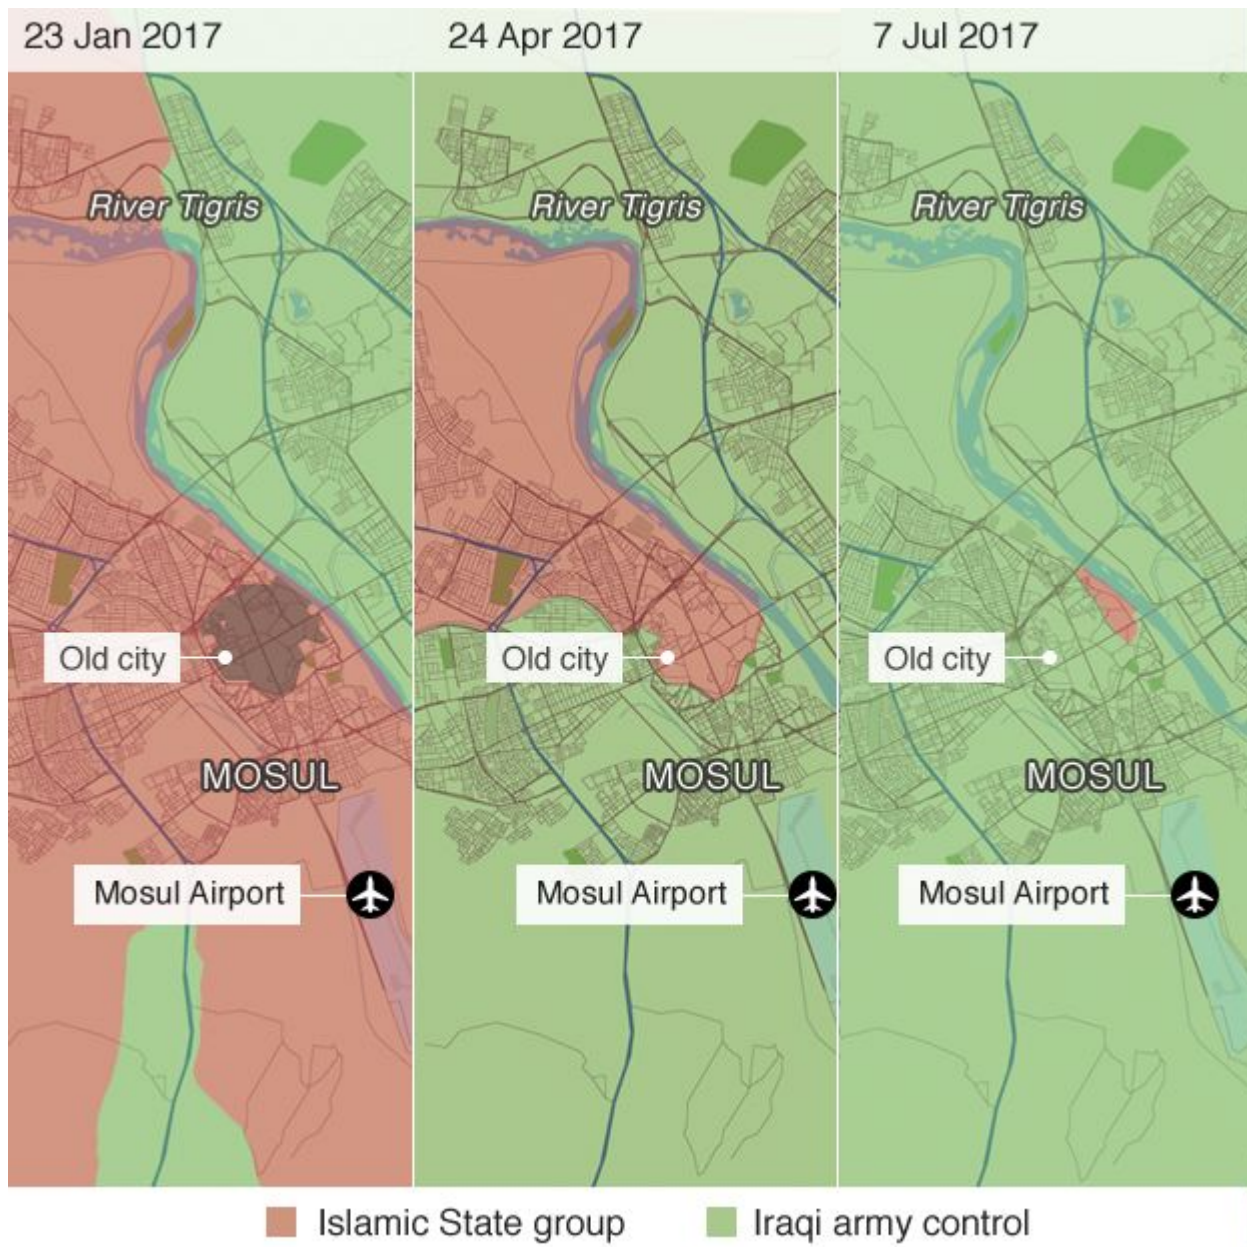 23 Jan 2017
24 Apr 2017
7 Jul 2017
River Tigris
River Tigris
River Tigris
Old city
Old city
Old city
MOSUL
MOSUL
MOSUL
Mosul Airport
Mosul Airport
Mosul Airport
Islamic State group
Iraqi army control